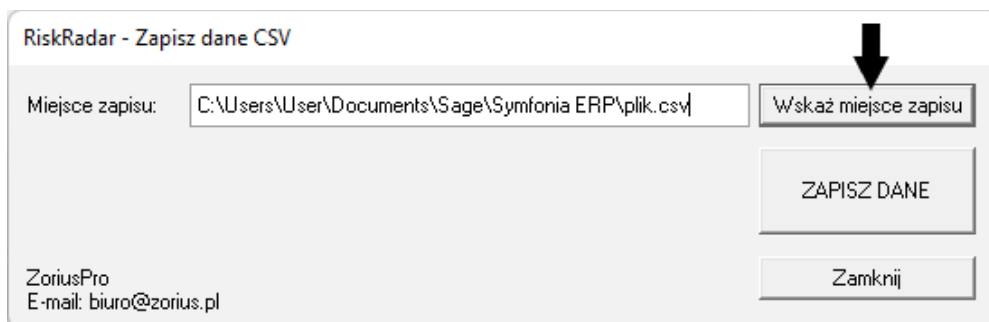 RiskRadar - Zapisz dane CSV
Miejsce zapisu: C:\Users\User\Documents\Sage\Symfonia ERP\plik.csv Wskaż miejsce zapisu
ZAPISZ DANE
ZoriusPro
Zamknij
E-mail: biuro@zorius.pl